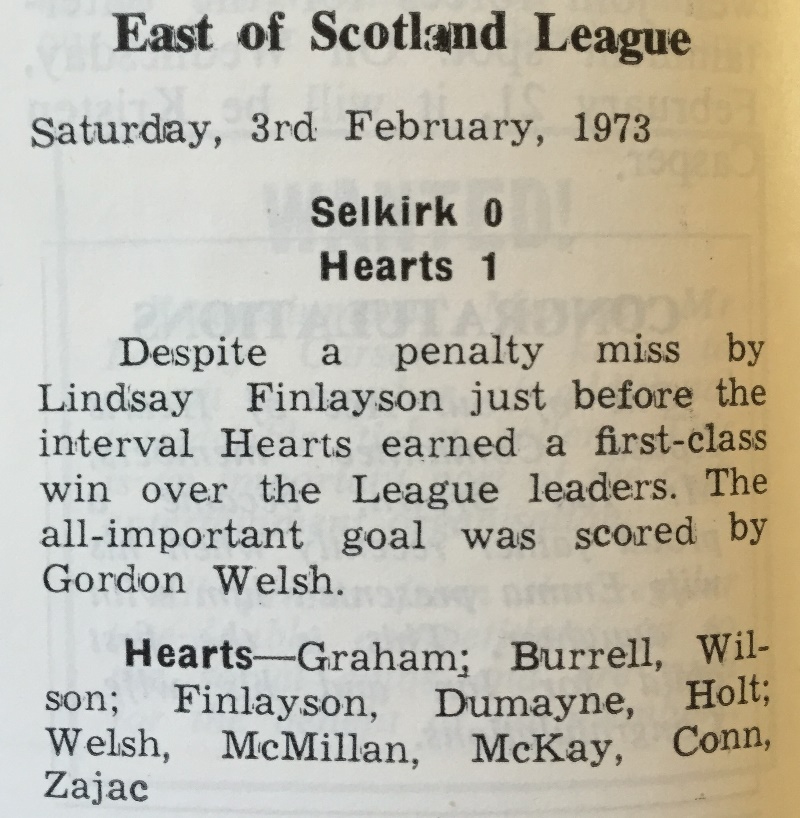 East of Scotland League
Saturday, 3rd February, 1973
Selkirk 0
Hearts 1
Despite a penalty miss by
Lindsay Finlayson just before the
interval Hearts earned a first-class
win over the League leaders. The
all-important goal was scored by
Gordon Welsh.
Hearts—Graham; Burrell, Wil-
son; Finlayson, Dumayne, Holt;
Welsh, McMillan, McKay, Conn,
Zajac